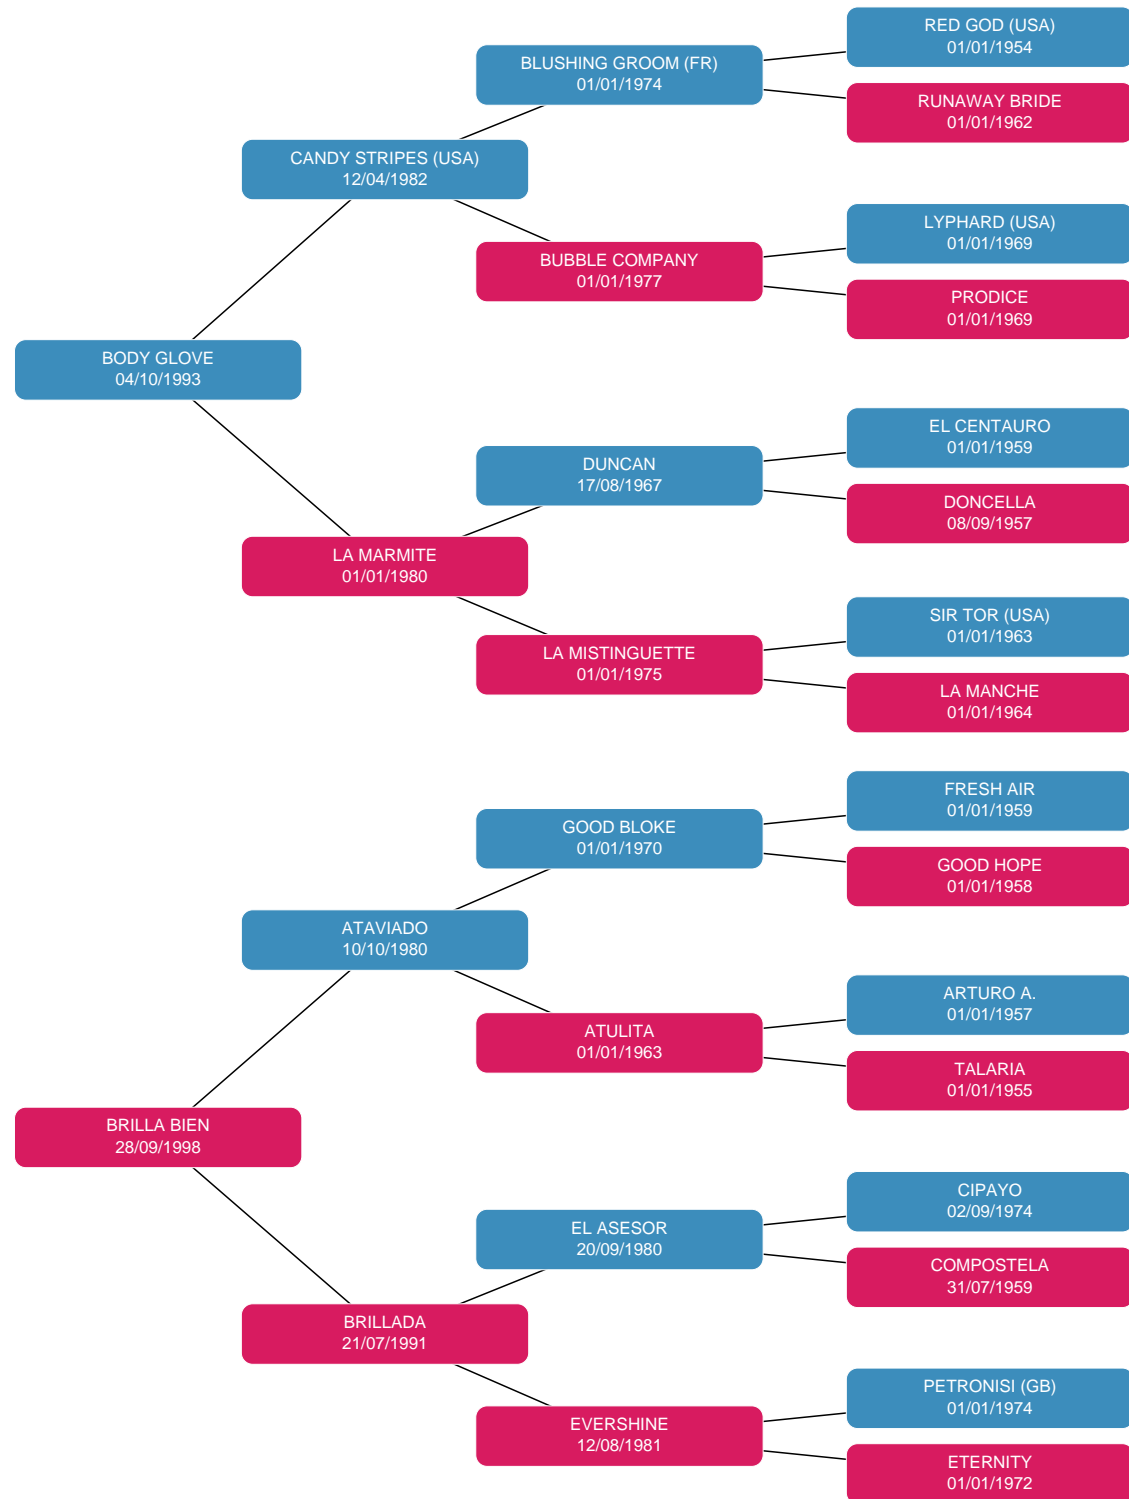 RED GOD (USA)
01/01/1954
BLUSHING GROOM (FR)
01/01/1974
RUNAWAY BRIDE
01/01/1962
CANDY STRIPES (USA)
12/04/1982
LYPHARD (USA)
01/01/1969
BUBBLE COMPANY
01/01/1977
PRODICE
01/01/1969
BODY GLOVE
04/10/1993
EL CENTAURO
01/01/1959
DUNCAN
17/08/1967
DONCELLA
08/09/1957
LA MARMITE
01/01/1980
SIR TOR (USA)
01/01/1963
LA MISTINGUETTE
01/01/1975
LA MANCHE
01/01/1964
FRESH AIR
01/01/1959
GOOD BLOKE
01/01/1970
GOOD HOPE
01/01/1958
ATAVIADO
10/10/1980
ARTURO A.
01/01/1957
ATULITA
01/01/1963
TALARIA
01/01/1955
BRILLA BIEN
28/09/1998
CIPAYO
02/09/1974
EL ASESOR
20/09/1980
COMPOSTELA
31/07/1959
BRILLADA
21/07/1991
PETRONISI (GB)
01/01/1974
EVERSHINE
12/08/1981
ETERNITY
01/01/1972